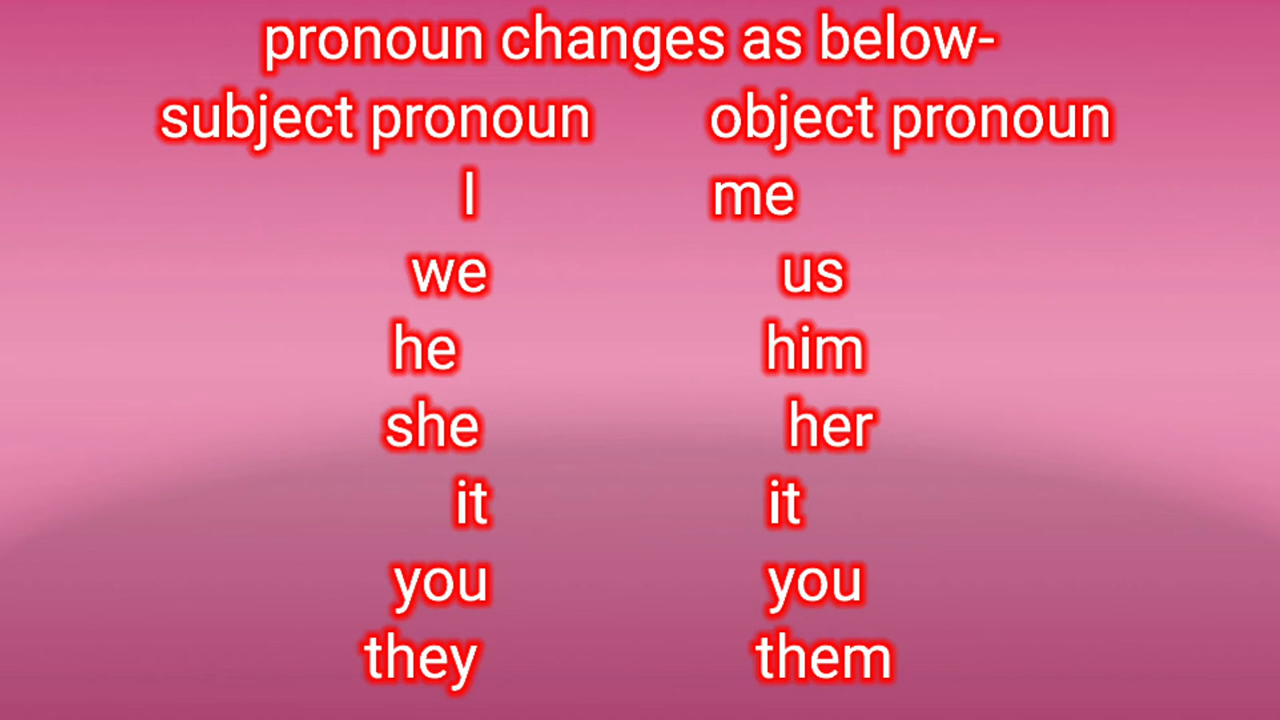 pronoun changes as below-
subject pronoun object pronoun
I me
we us
he him
she her
it it
you you
they them